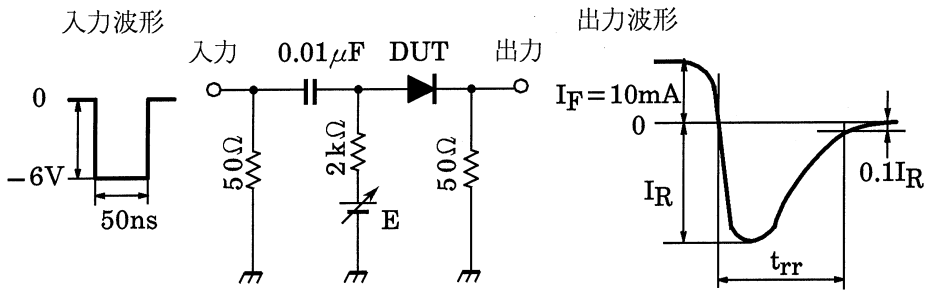 入力波形
0
−6V
50ns
入力
0.01μF
DUT
出力
50Ω
2kΩ
E
50Ω
出力波形
IF=10mA
0
IR
0.1IR
trr